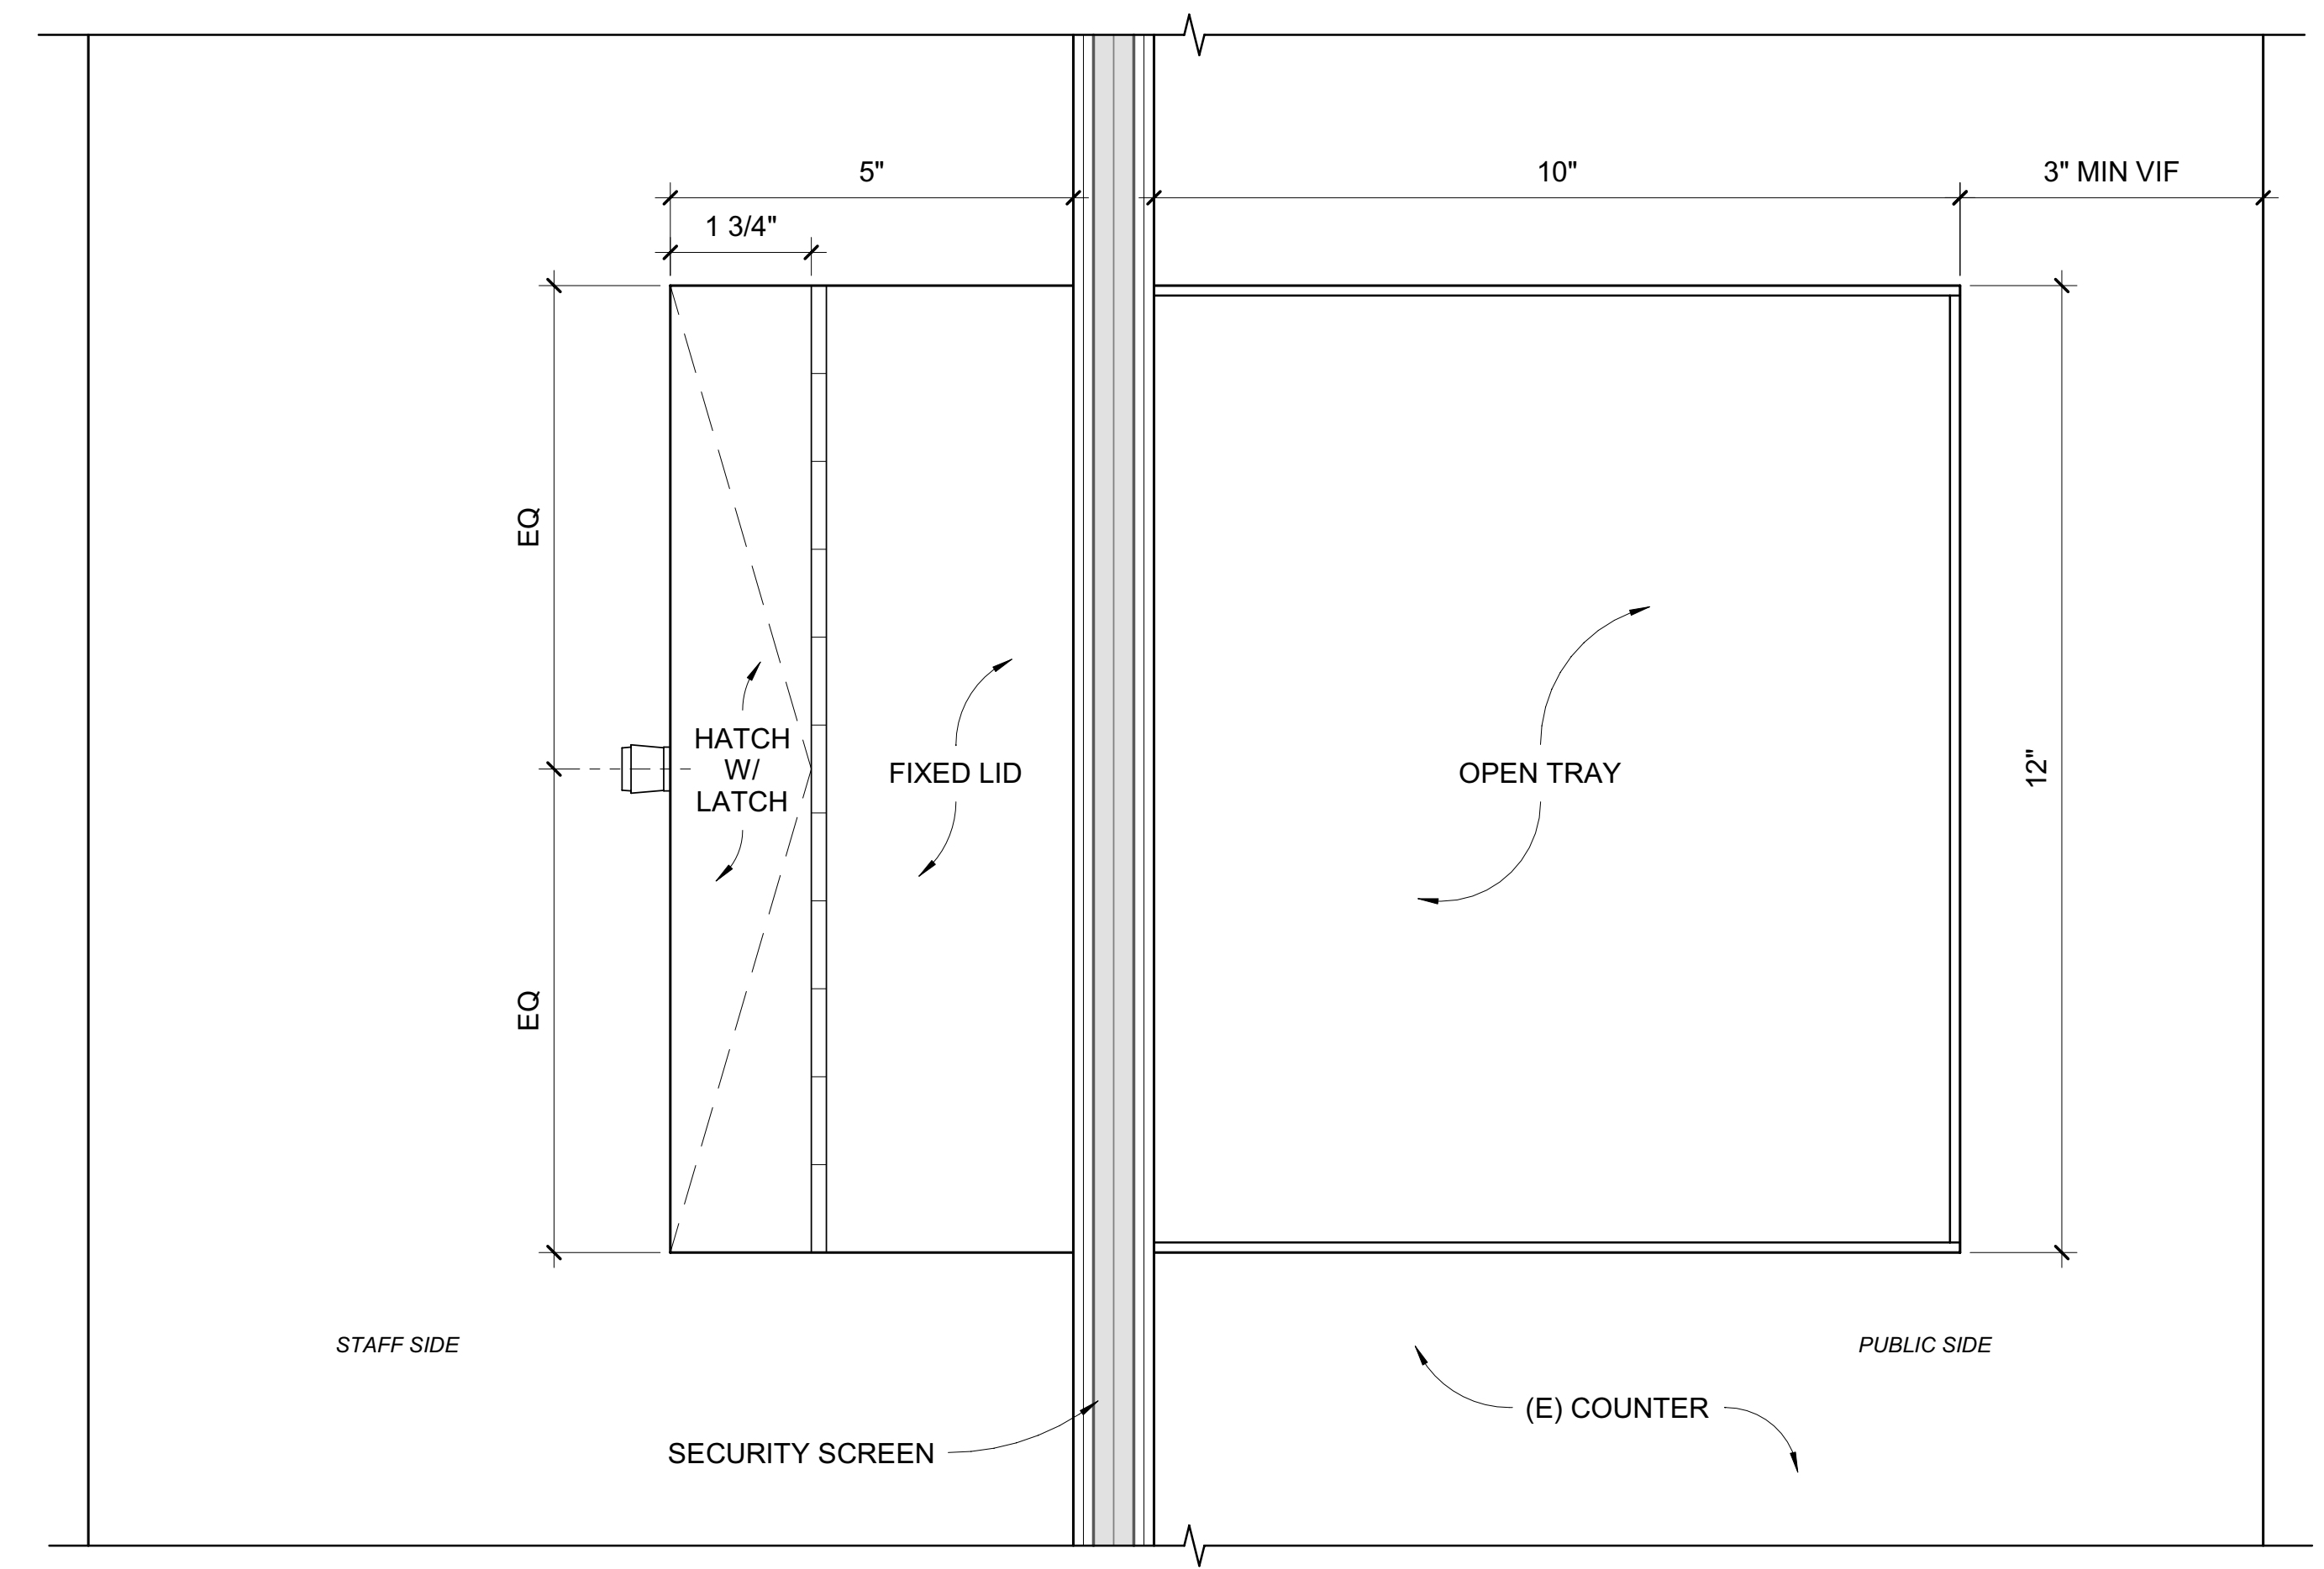 5"
10"
3" MIN VIF
1 3/4"
EQ
HATCH
W/
LATCH
FIXED LID
OPEN TRAY
12"
EQ
STAFF SIDE
PUBLIC SIDE
(E) COUNTER
SECURITY SCREEN